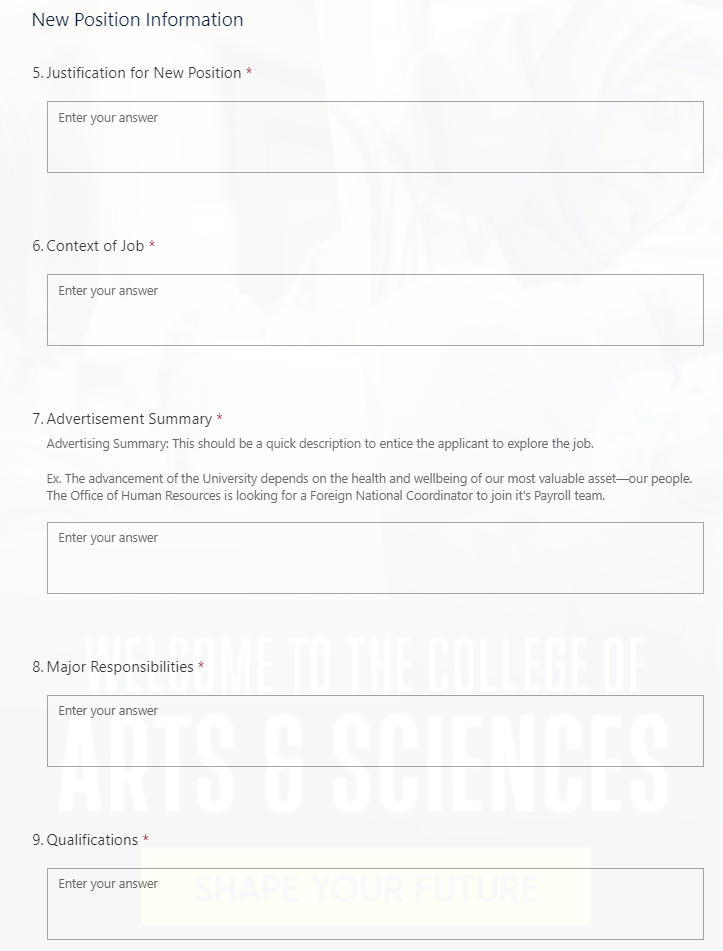 New Position Information
5. Justification for New Position *
Enter your answer
6. Context of Job *
Enter your answer
7. Advertisement Summary *
Advertising Summary: This should be a quick description to entice the applicant to explore the job.
Ex. The advancement of the University depends on the health and wellbeing of our most valuable asset—our people.
The Office of Human Resources is looking for a Foreign National Coordinator to join it's Payroll team.
Enter your answer
WELCOME TO THE COLLEGE OF
8. Major Responsibilities *
Enter your answer
ARTS & SCIENCES
9. Qualifications *
Enter your answer
SHAPE YOUR FUTURE